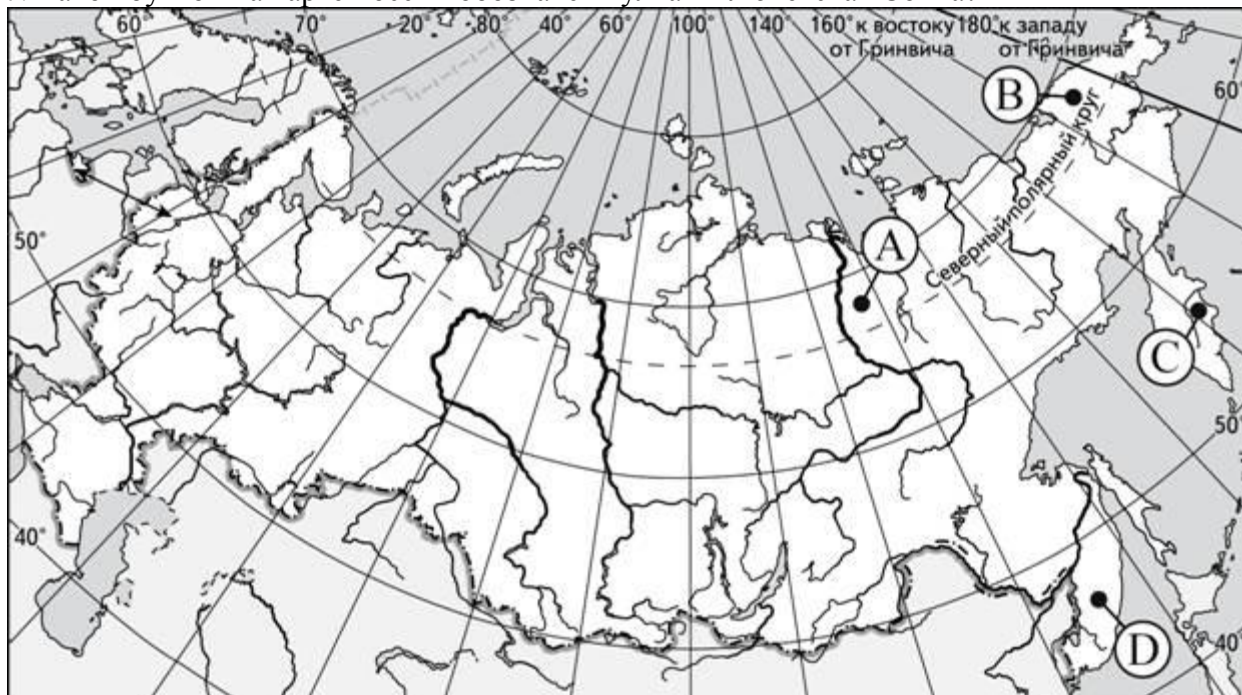 60° 70° 20° 40° 60° 80° 100° 120° 140° 160° к востоку 180° к западу
от Гринвича от Гринвича
60°
B
Северный полярный круг
A
50°
C
50°
40°
40°
D